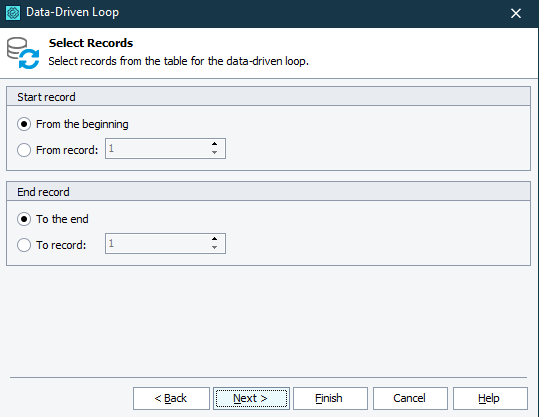 Data-Driven Loop
Select Records
Select records from the table for the data-driven loop.
Start record
From the beginning
From record: 1
End record
To the end
To record: 1
< Back Next > Finish Cancel Help